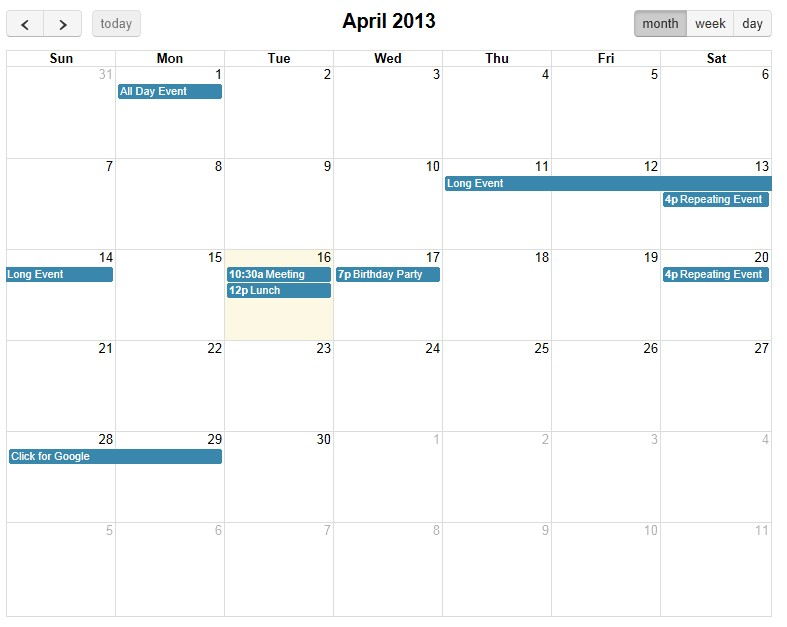 today April 2013 month week day
Sun Mon Tue Wed Thu Fri Sat
31 1 2 3 4 5 6
All Day Event
7 8 9 10 11 12 13
Long Event
4p Repeating Event
14 15 16 17 18 19 20
Long Event 10:30a Meeting 7p Birthday Party 4p Repeating Event
12p Lunch
21 22 23 24 25 26 27
28 29 30 1 2 3 4
Click for Google
5 6 7 8 9 10 11